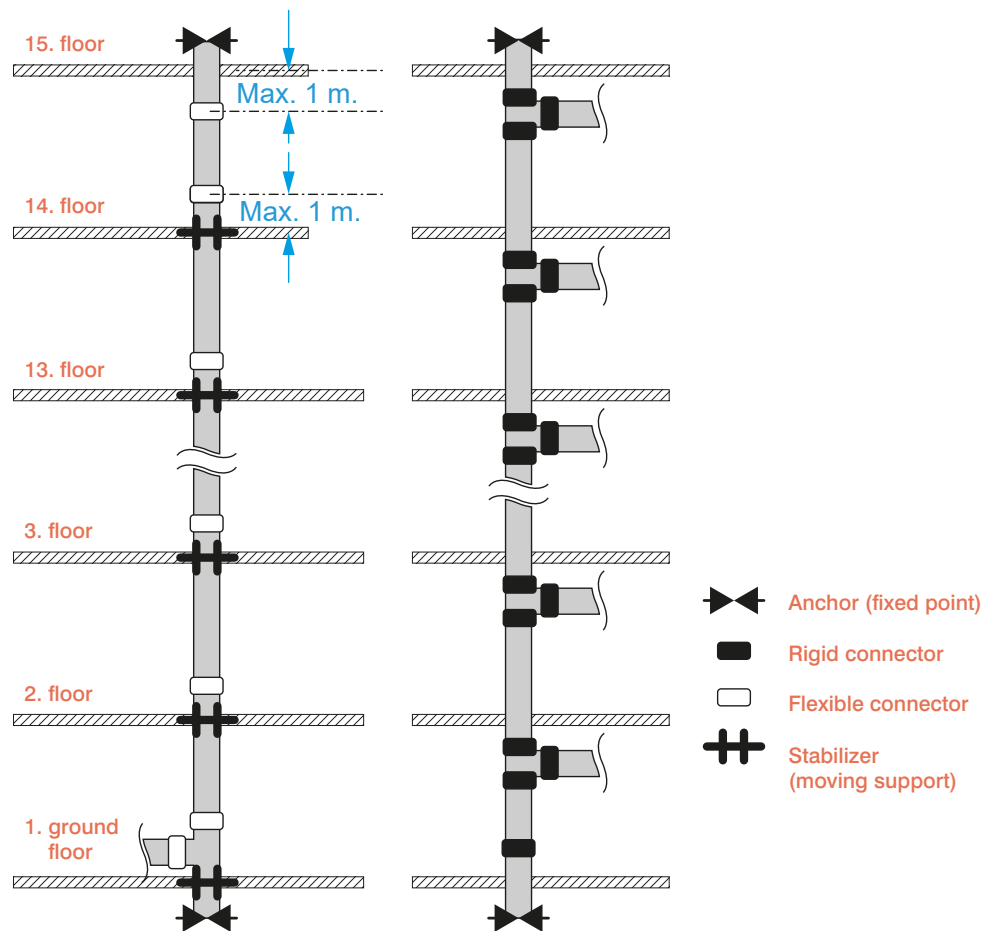 15. floor
Max. 1 m.
14. floor
Max. 1 m.
13. floor
3. floor
2. floor
1. ground
floor
Anchor (fixed point)
Rigid connector
Flexible connector
Stabilizer
(moving support)